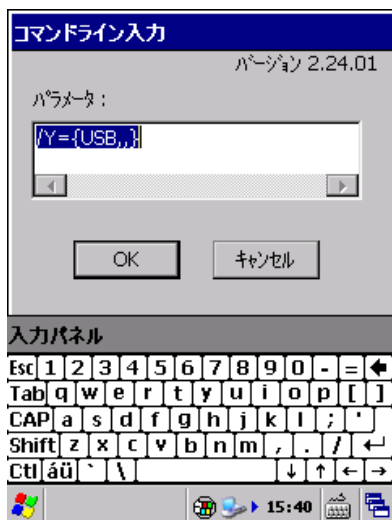 コマンドライン入力
ﾊﾞｰｼﾞｮﾝ 2.24.01
ﾊﾟﾗﾒｰﾀ :
/Y={USB,,}
OK
ｷｬﾝｾﾙ
入力パネル
Esc 1 2 3 4 5 6 7 8 9 0 - =
Tab q w e r t y u i o p [ ]
CAP a s d f g h j k l ; '
Shift z x c v b n m , . /
Ctl áü ` \
15:40